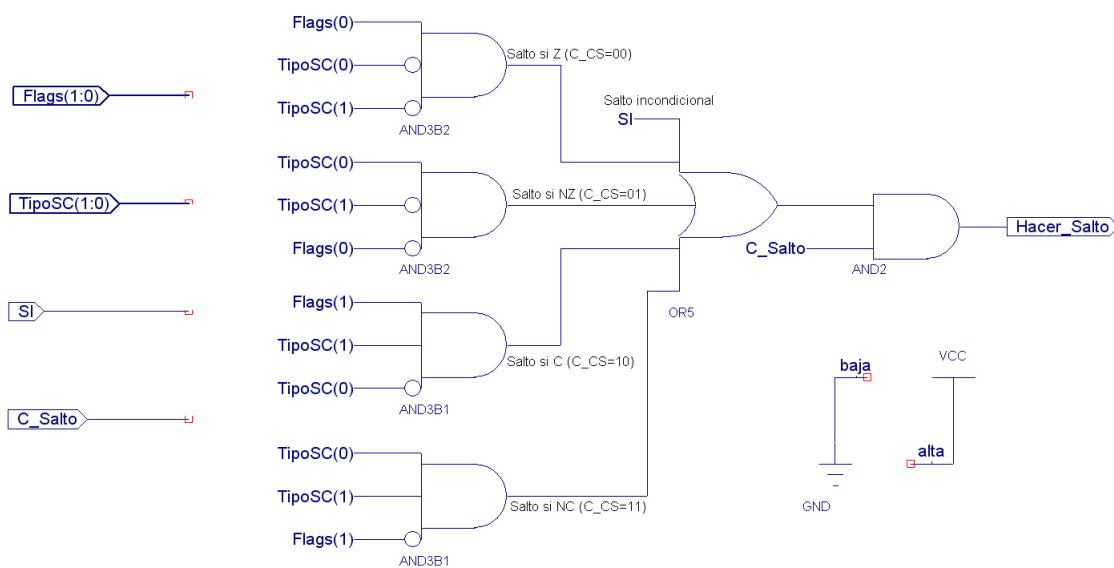 Flags(1:0)
TipoSC(1:0)
SI
C_Salto
Flags(0)
TipoSC(0)
TipoSC(1)
AND3B2
Salto si Z (C_CS=00)
TipoSC(0)
TipoSC(1)
Flags(0)
AND3B2
Salto si NZ (C_CS=01)
Flags(1)
TipoSC(1)
TipoSC(0)
AND3B1
Salto si C (C_CS=10)
TipoSC(0)
TipoSC(1)
Flags(1)
AND3B1
Salto si NC (C_CS=11)
Salto incondicional
SI
OR5
C_Salto
AND2
Hacer_Salto
baja
GND
VCC
alta